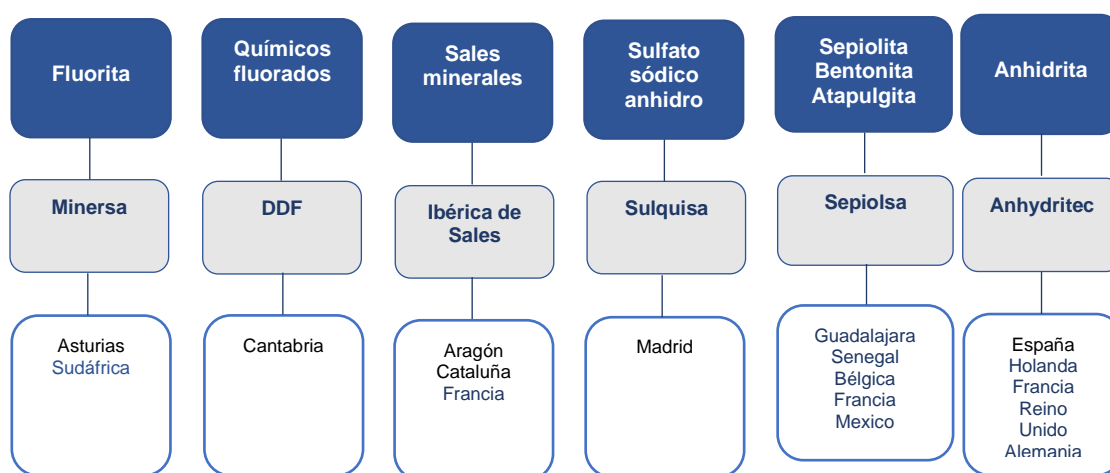 Fluorita
Químicos
fluorados
Sales
minerales
Sulfato
sódico
anhidro
Sepiolita
Bentonita
Atapulgita
Anhidrita
Minersa
DDF
Ibérica de
Sales
Sulquisa
Sepiolsa
Anhydritec
Asturias
Sudáfrica
Cantabria
Aragón
Cataluña
Francia
Madrid
Guadalajara
Senegal
Bélgica
Francia
Mexico
España
Holanda
Francia
Reino
Unido
Alemania